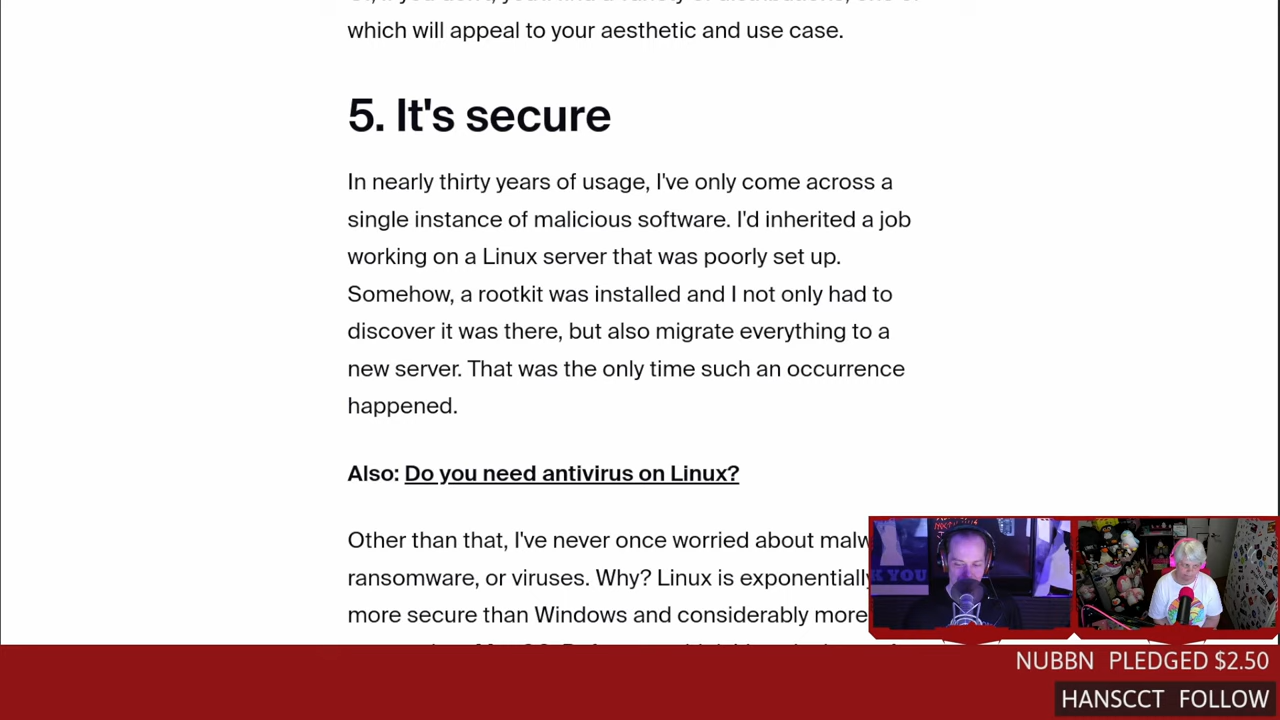 which will appeal to your aesthetic and use case.
5. It's secure
In nearly thirty years of usage, I've only come across a
single instance of malicious software. I'd inherited a job
working on a Linux server that was poorly set up.
Somehow, a rootkit was installed and I not only had to
discover it was there, but also migrate everything to a
new server. That was the only time such an occurrence
happened.
Also: Do you need antivirus on Linux?
Other than that, I've never once worried about malw
ransomware, or viruses. Why? Linux is exponentially
more secure than Windows and considerably more
K YOU
NUBBN PLEDGED $2.50
HANSCCT FOLLOW